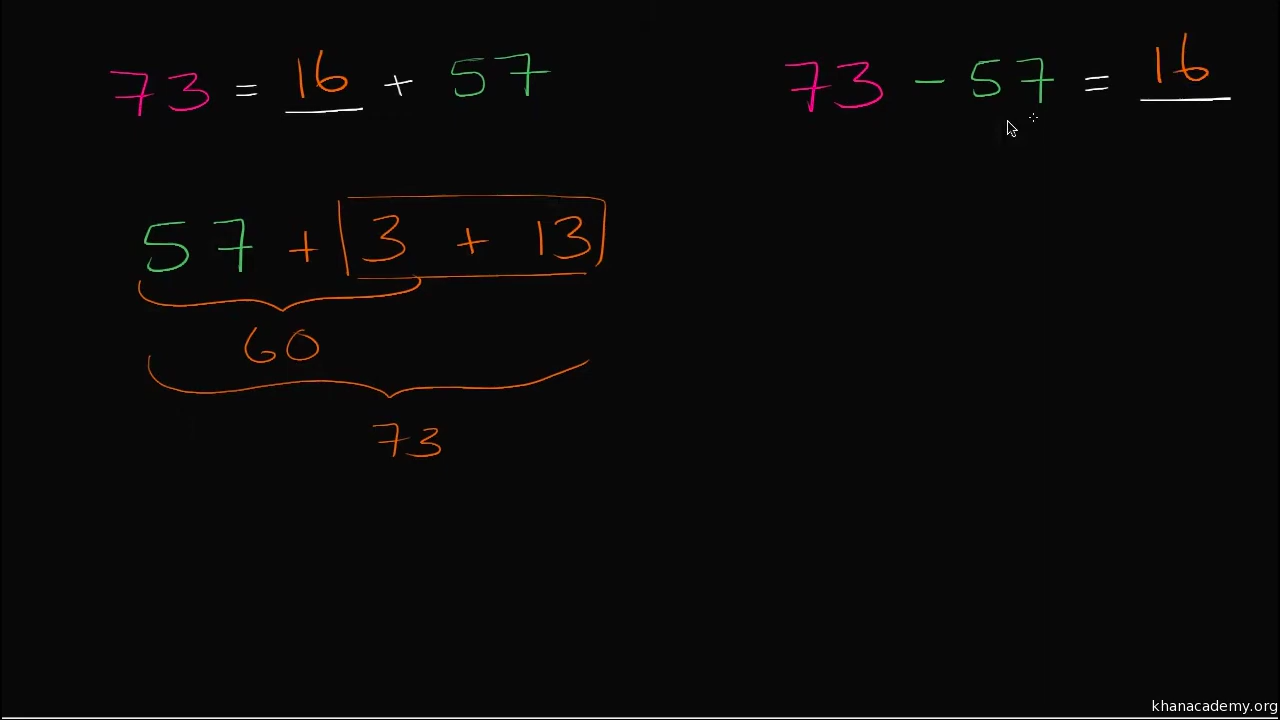 73 = 16 + 57
73 - 57 = 16
57 + 3 + 13
60
73
khanacademy.org